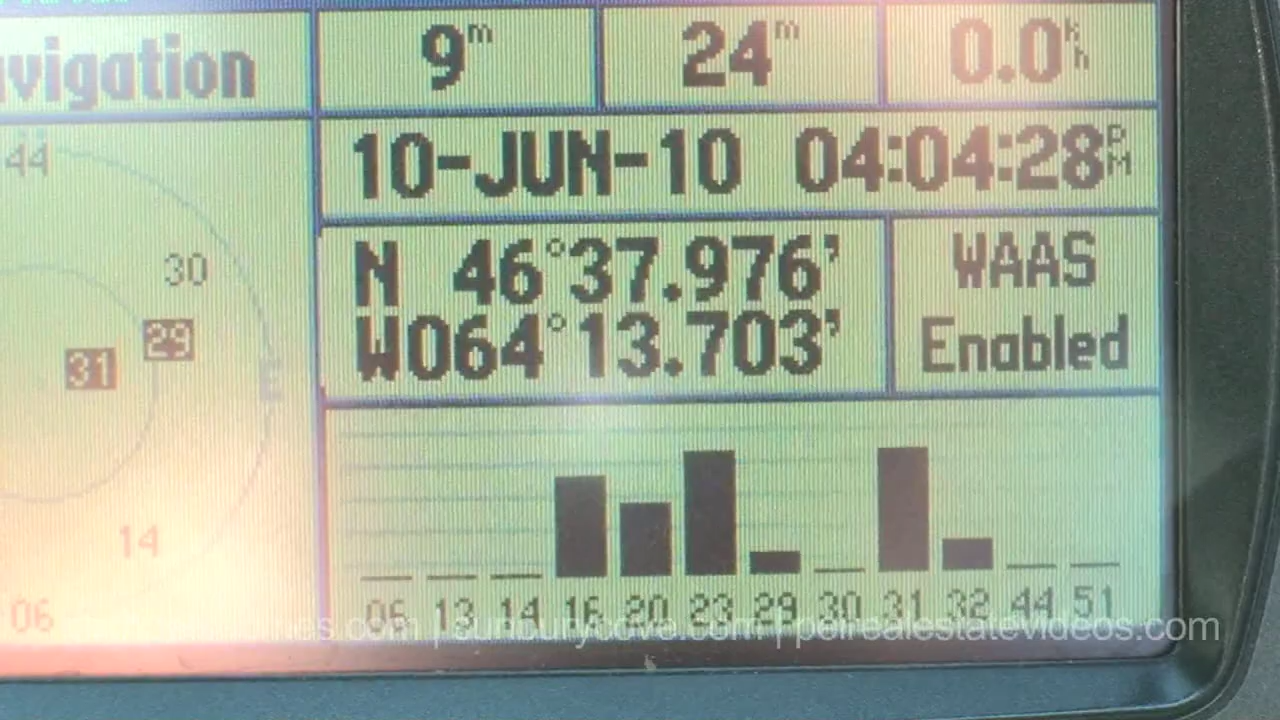 9m 24m 0.0kh
10-JUN-10 04:04:28PM
N 46°37.976'
W064°13.703'
WAAS
Enabled
44
30
29
31
14
06
06 13 14 16 20 23 29 30 31 32 44 51
| sunburycove.com | peirealestatevideos.com